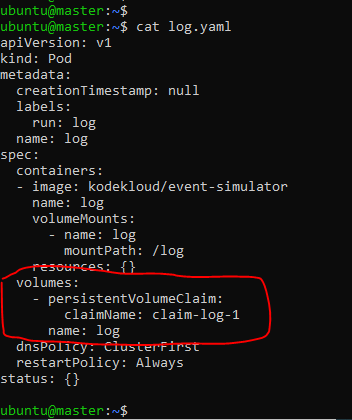 ubuntu@master:~$
ubuntu@master:~$ cat log.yaml
apiVersion: v1
kind: Pod
metadata:
  creationTimestamp: null
  labels:
    run: log
  name: log
spec:
  containers:
  - image: kodekloud/event-simulator
    name: log
    volumeMounts:
      - name: log
        mountPath: /log
    resources: {}
  volumes:
    - persistentVolumeClaim:
        claimName: claim-log-1
      name: log
  dnsPolicy: ClusterFirst
  restartPolicy: Always
status: {}
ubuntu@master:~$